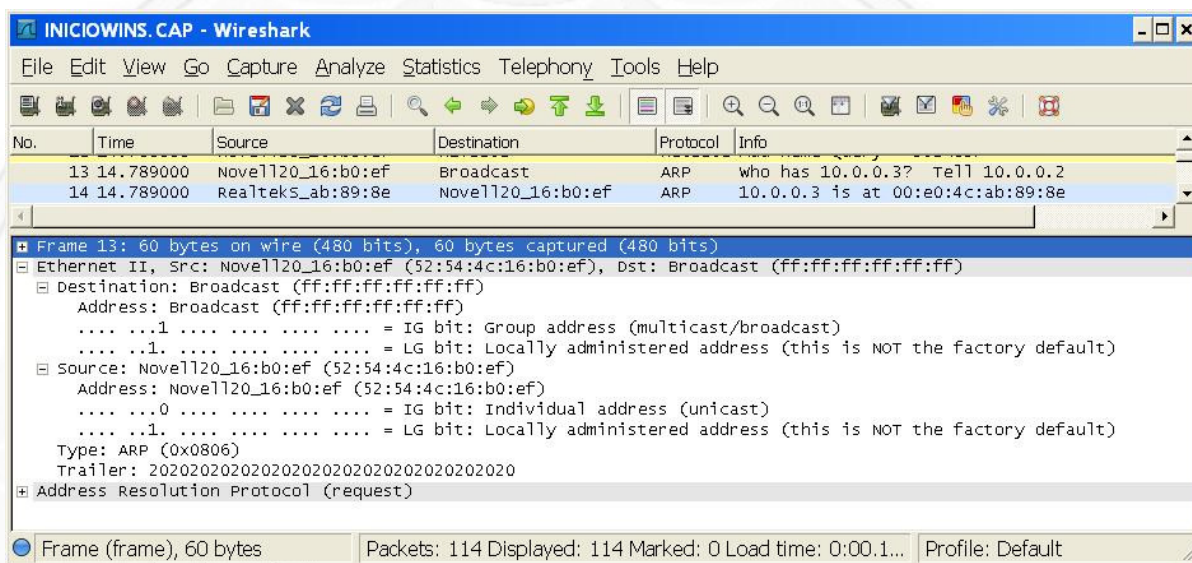 INICIOWINS.CAP - Wireshark
File Edit View Go Capture Analyze Statistics Telephony Tools Help
No. Time Source Destination Protocol Info
13 14.789000 Novell20_16:b0:ef Broadcast ARP Who has 10.0.0.3? Tell 10.0.0.2
14 14.789000 RealtekS_ab:89:8e Novell20_16:b0:ef ARP 10.0.0.3 is at 00:e0:4c:ab:89:8e
Frame 13: 60 bytes on wire (480 bits), 60 bytes captured (480 bits)
Ethernet II, Src: Novell20_16:b0:ef (52:54:4c:16:b0:ef), Dst: Broadcast (ff:ff:ff:ff:ff:ff)
Destination: Broadcast (ff:ff:ff:ff:ff:ff)
Address: Broadcast (ff:ff:ff:ff:ff:ff)
.... ...1 .... .... .... .... = IG bit: Group address (multicast/broadcast)
.... ..1. .... .... .... .... = LG bit: Locally administered address (this is NOT the factory default)
Source: Novell20_16:b0:ef (52:54:4c:16:b0:ef)
Address: Novell20_16:b0:ef (52:54:4c:16:b0:ef)
.... ...0 .... .... .... .... = IG bit: Individual address (unicast)
.... ..1. .... .... .... .... = LG bit: Locally administered address (this is NOT the factory default)
Type: ARP (0x0806)
Trailer: 202020202020202020202020202020202020
Address Resolution Protocol (request)
Frame (frame), 60 bytes Packets: 114 Displayed: 114 Marked: 0 Load time: 0:00.1... Profile: Default